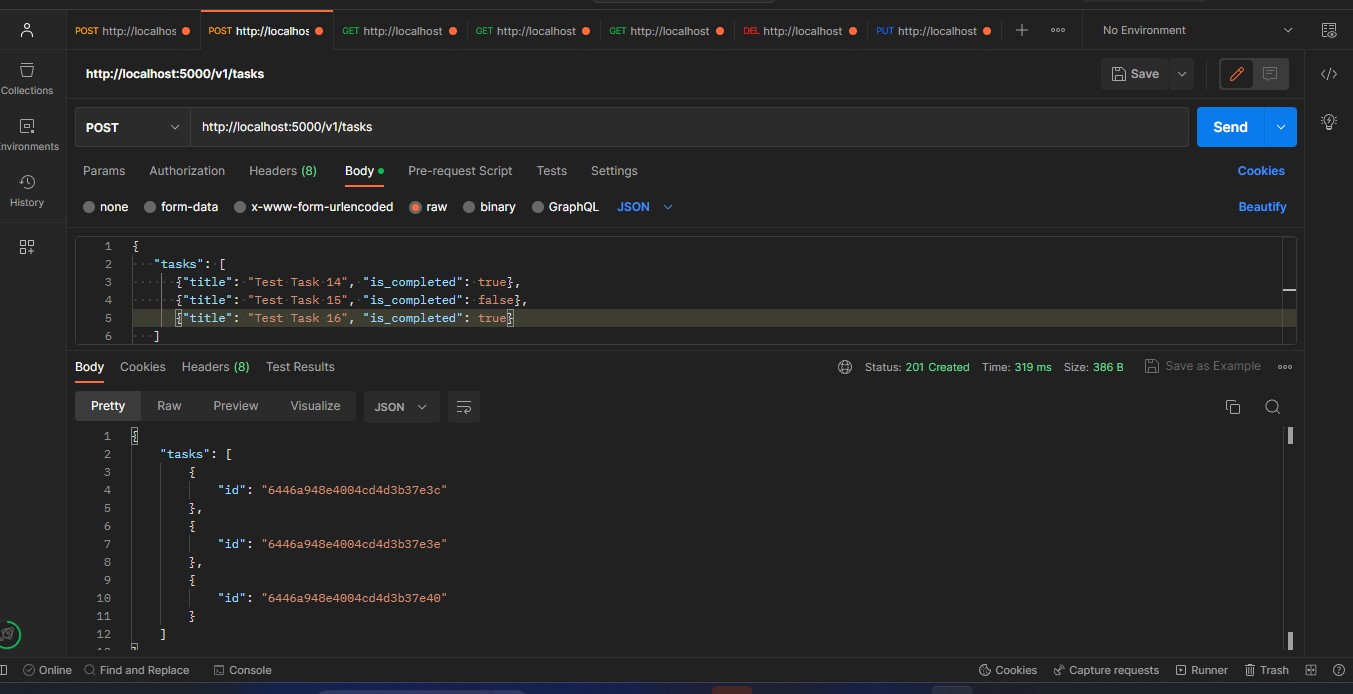 POST http://localhos
POST http://localhos
GET http://localhost
GET http://localhost
GET http://localhost
DEL http://localhost
PUT http://localhost
No Environment
Collections
nvironments
History
http://localhost:5000/v1/tasks
Save
POST
http://localhost:5000/v1/tasks
Send
Params Authorization Headers (8) Body Pre-request Script Tests Settings Cookies
none form-data x-www-form-urlencoded raw binary GraphQL JSON Beautify
1 {
2 "tasks": [
3 {"title": "Test Task 14", "is_completed": true},
4 {"title": "Test Task 15", "is_completed": false},
5 {"title": "Test Task 16", "is_completed": true}
6 ]
Body Cookies Headers (8) Test Results Status: 201 Created Time: 319 ms Size: 386 B Save as Example
Pretty Raw Preview Visualize JSON
1 {
2 "tasks": [
3 {
4 "id": "6446a948e4004cd4d3b37e3c"
5 },
6 {
7 "id": "6446a948e4004cd4d3b37e3e"
8 },
9 {
10 "id": "6446a948e4004cd4d3b37e40"
11 }
12 ]
Online Find and Replace Console Cookies Capture requests Runner Trash